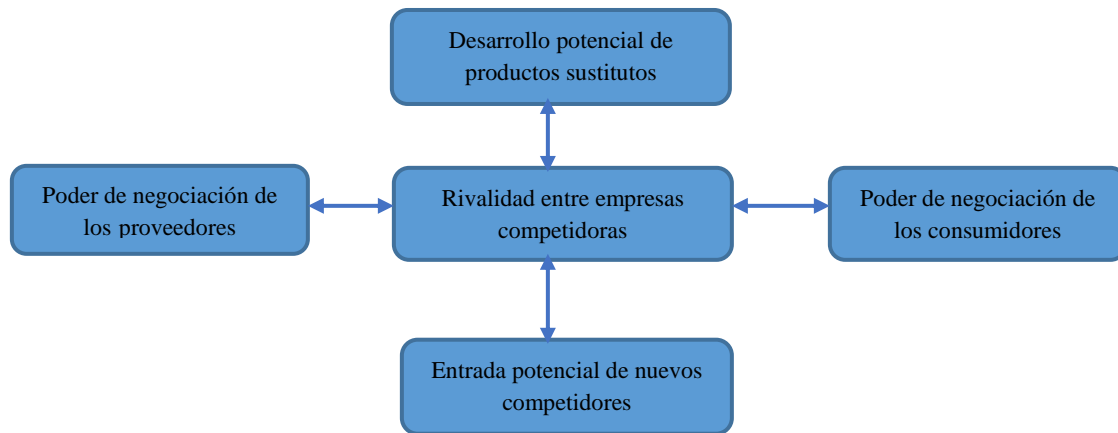 Desarrollo potencial de
productos sustitutos
Poder de negociación de
los proveedores
Rivalidad entre empresas
competidoras
Poder de negociación de
los consumidores
Entrada potencial de nuevos
competidores